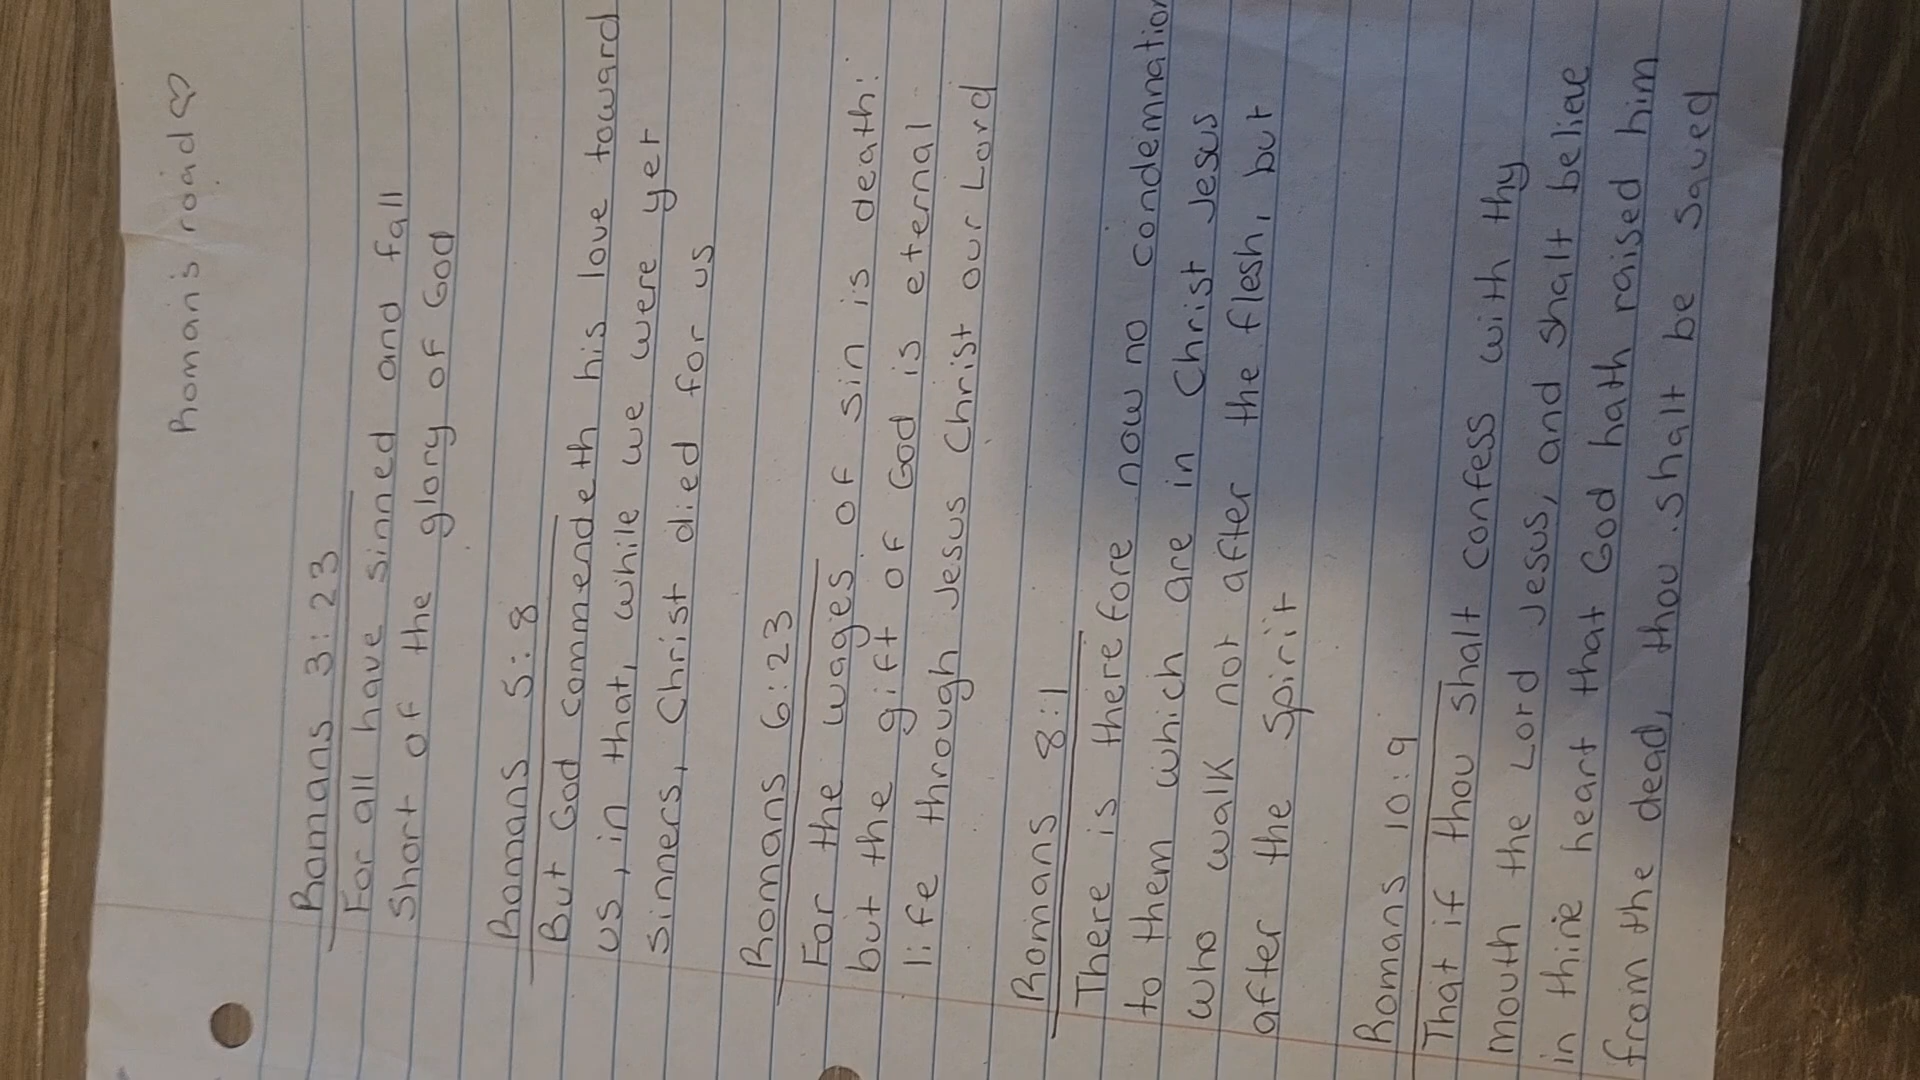 Roman's road ♡
Romans 3:23
For all have sinned and fall
short of the glory of God
Romans 5:8
But God commendeth his love toward
us, in that, while we were yet
sinners, Christ died for us
Romans 6:23
For the wages of sin is death:
but the gift of God is eternal
life through Jesus Christ our Lord
Romans 8:1
There is therefore now no condemnation
to them which are in Christ Jesus
who walk not after the flesh, but
after the spirit
Romans 10:9
That if thou shalt confess with thy
mouth the Lord Jesus, and shalt believe
in thine heart that God hath raised him
from the dead, thou shalt be saved